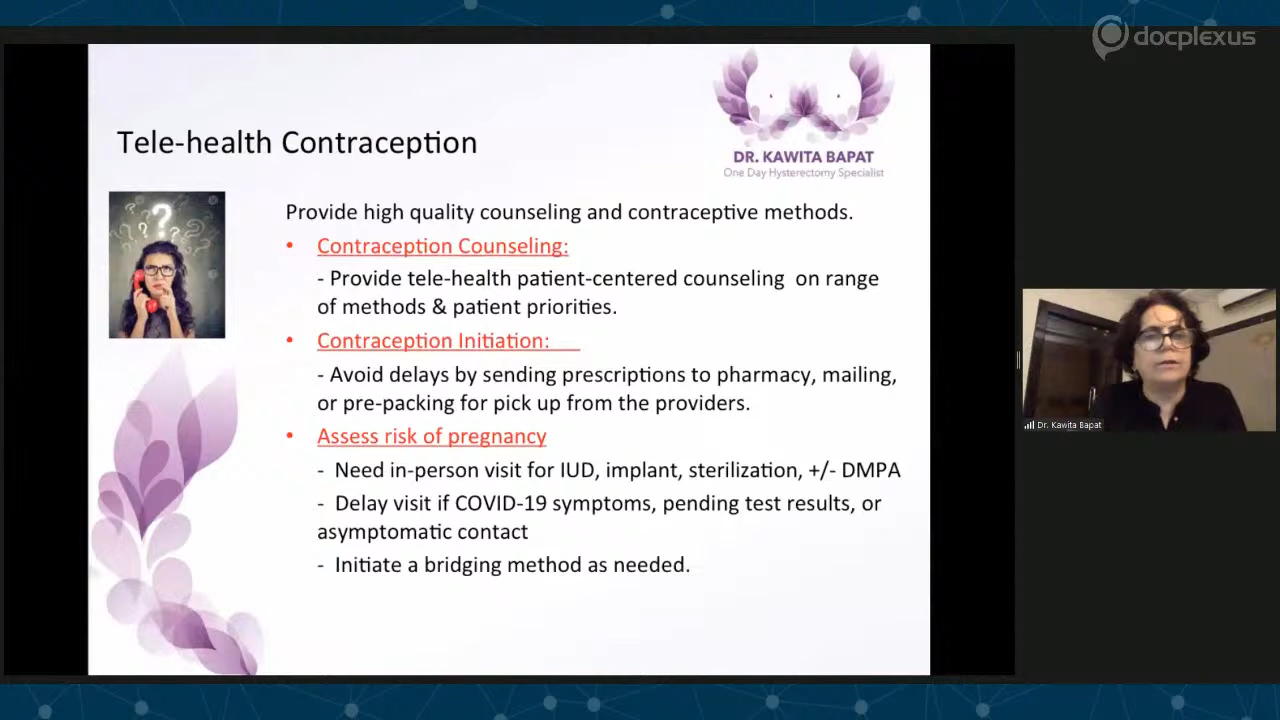 docplexus
DR. KAWITA BAPAT
One Day Hysterectomy Specialist
Tele-health Contraception
Provide high quality counseling and contraceptive methods.
• Contraception Counseling:
- Provide tele-health patient-centered counseling on range
of methods & patient priorities.
• Contraception Initiation:
- Avoid delays by sending prescriptions to pharmacy, mailing,
or pre-packing for pick up from the providers.
• Assess risk of pregnancy
- Need in-person visit for IUD, implant, sterilization, +/- DMPA
- Delay visit if COVID-19 symptoms, pending test results, or
asymptomatic contact
- Initiate a bridging method as needed.
Dr. Kawita Bapat